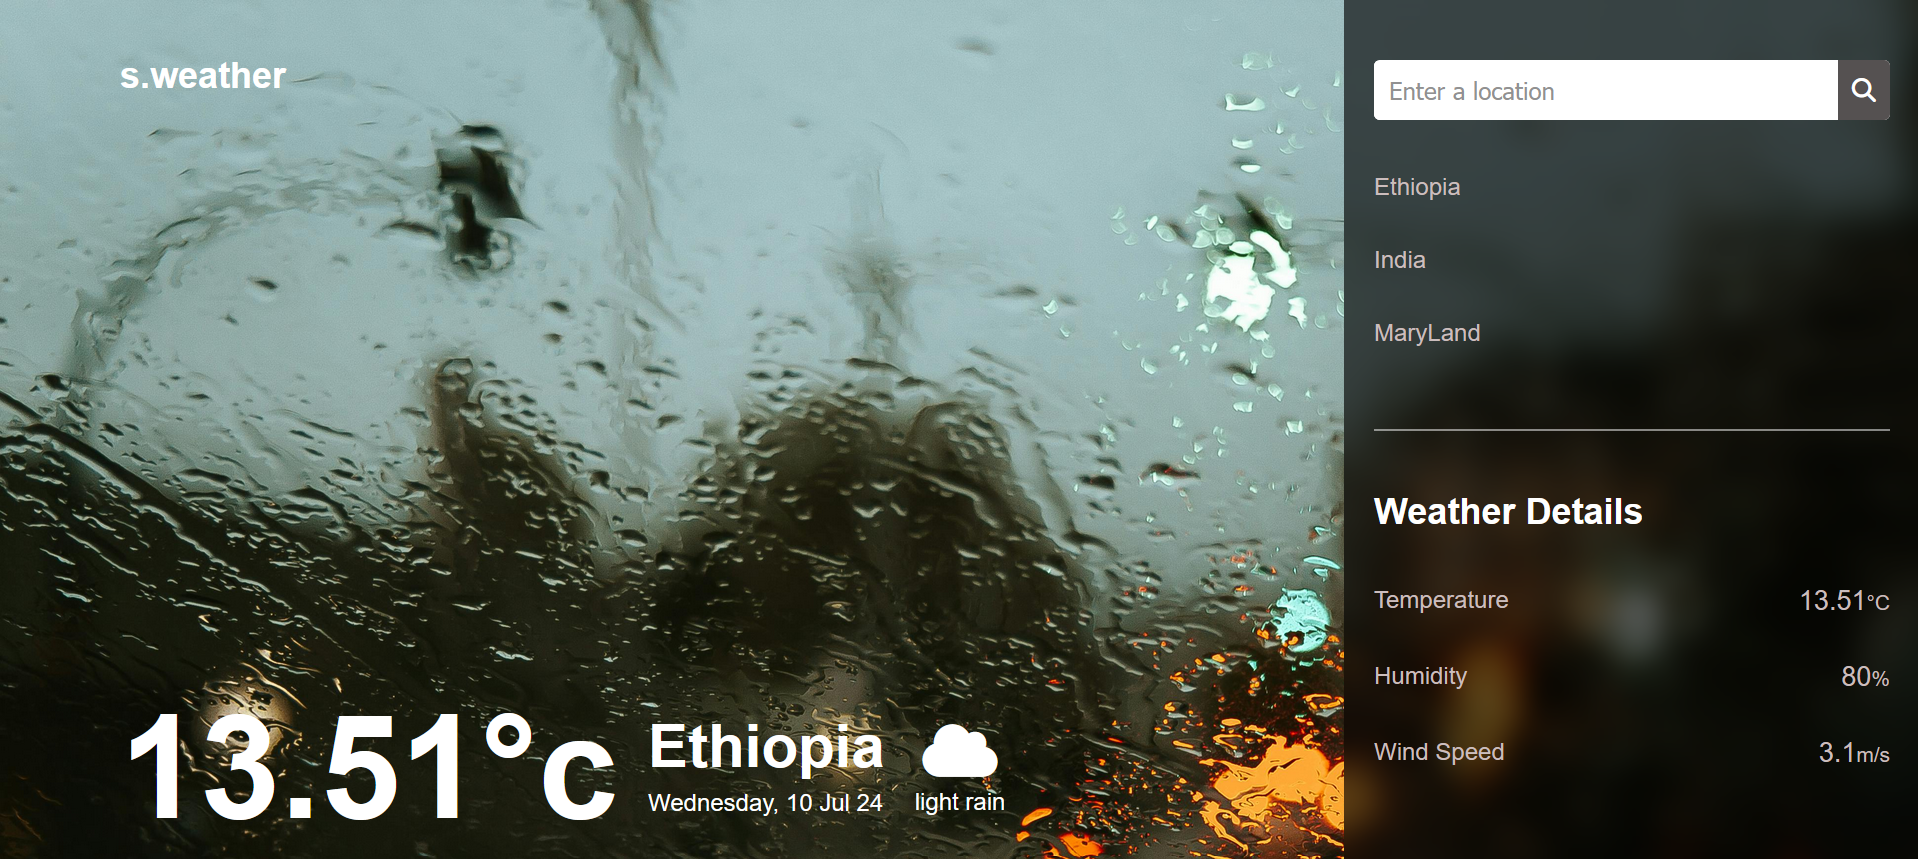 s.weather
13.51°c
Ethiopia
Wednesday, 10 Jul 24
light rain
Enter a location
Ethiopia
India
MaryLand
Weather Details
Temperature 13.51°C
Humidity 80%
Wind Speed 3.1m/s